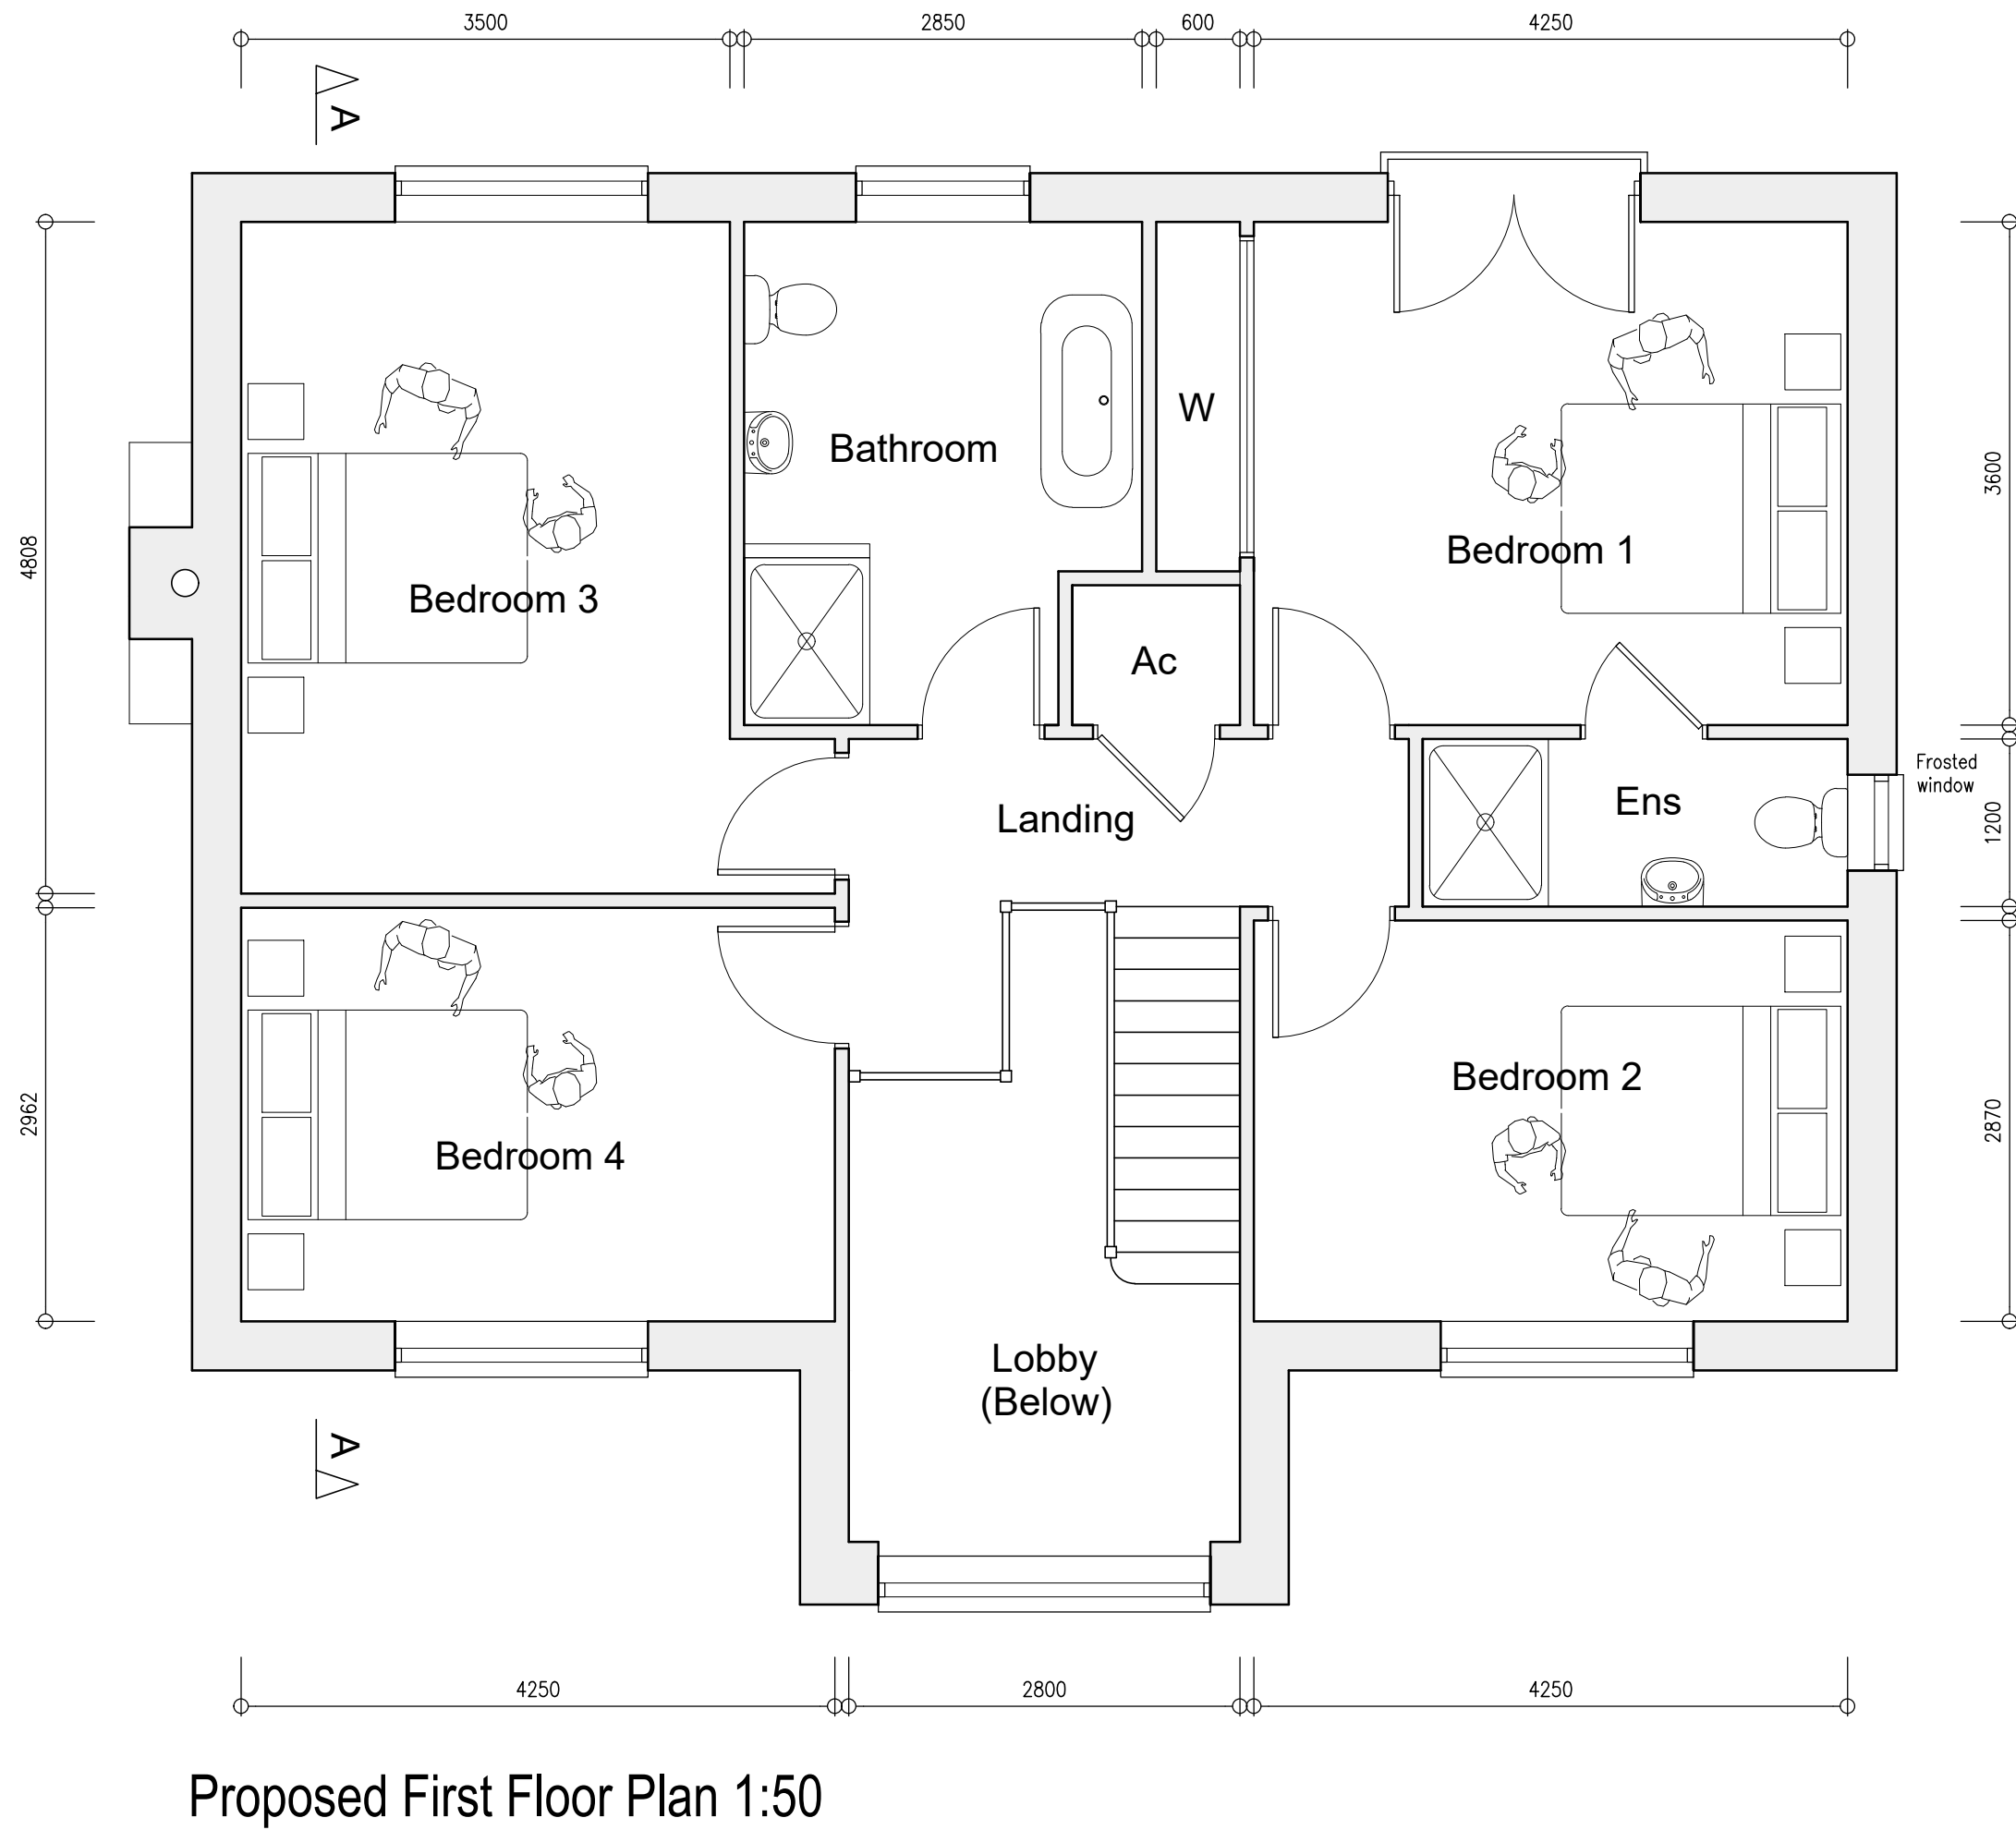 3500
2850
600
4250
A
W
Bathroom
3600
Bedroom 1
4808
Bedroom 3
Ac
Frosted
window
Ens
1200
Landing
Bedroom 2
2962
2870
Bedroom 4
Lobby
(Below)
A
4250
2800
4250
Proposed First Floor Plan 1:50